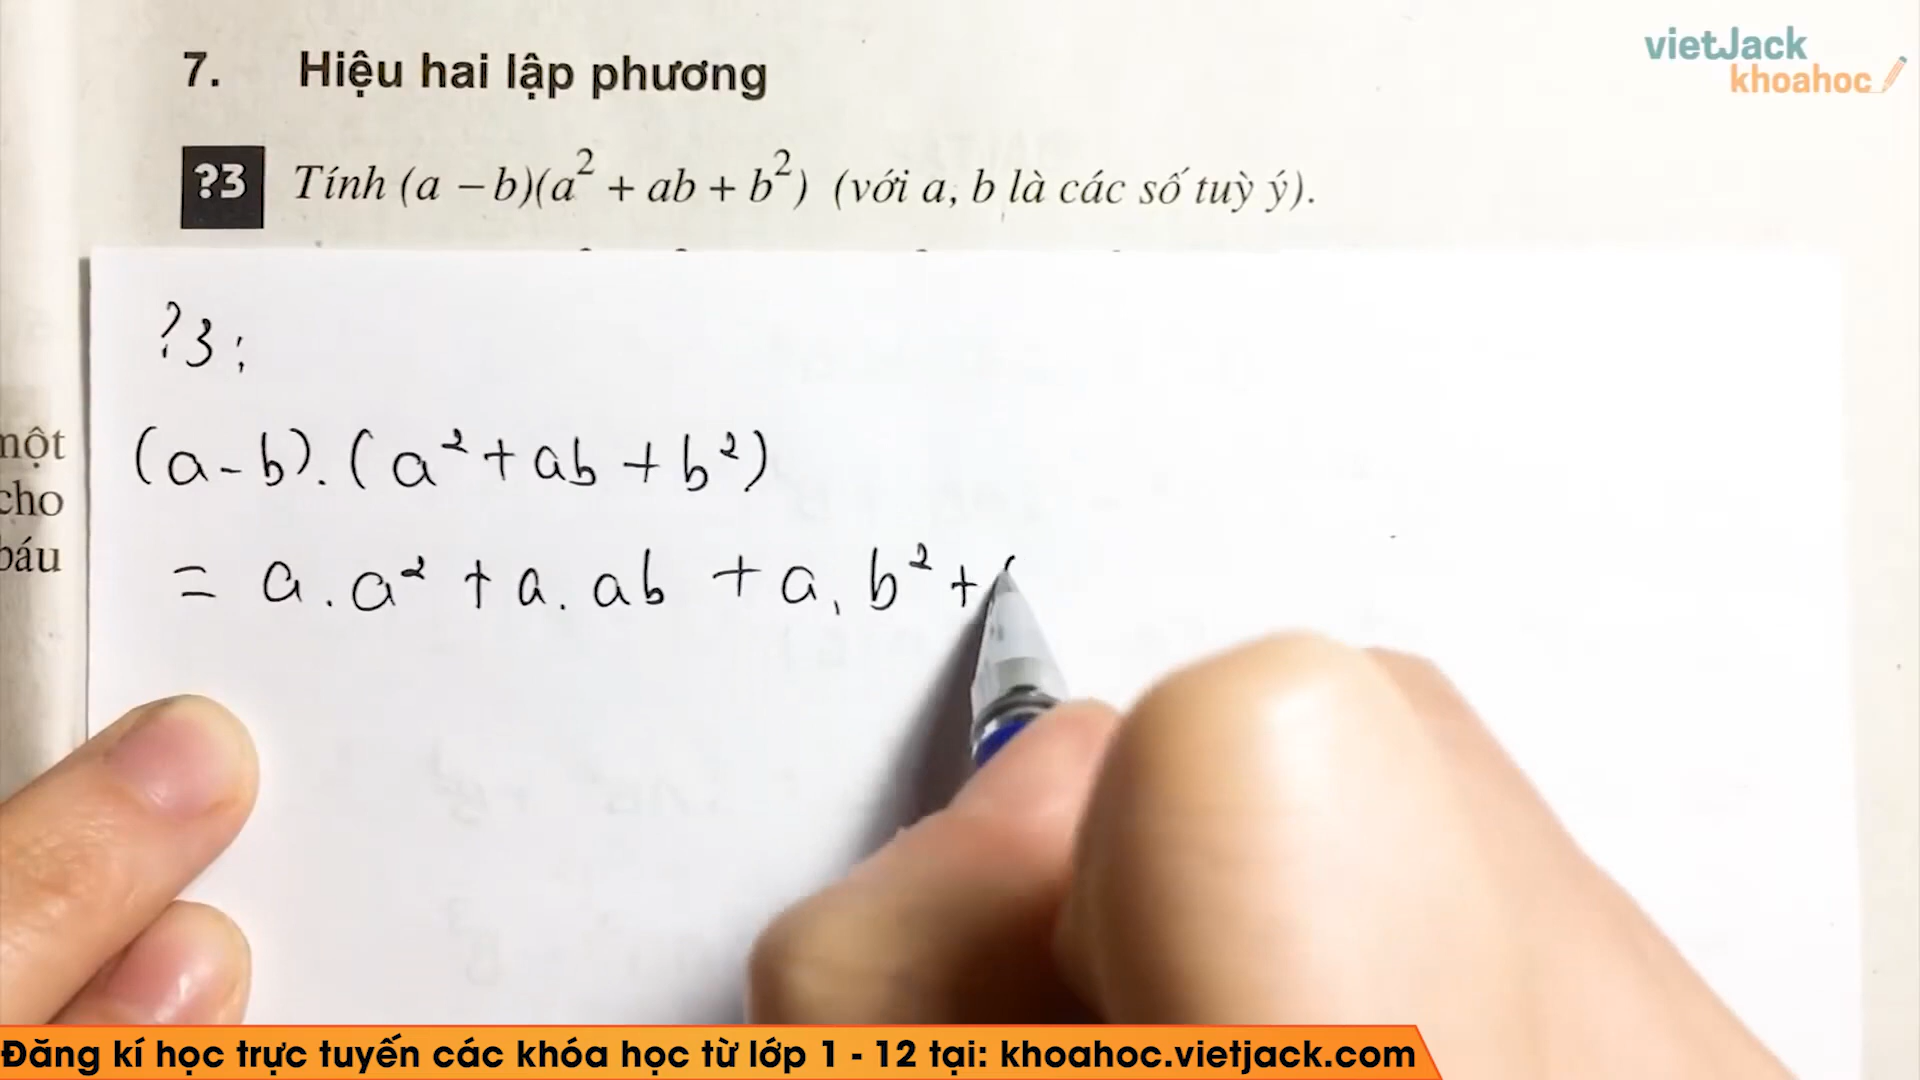 7. Hiệu hai lập phương
vietJack
khoahoc
?3 Tính (a – b)(a² + ab + b²) (với a, b là các số tuỳ ý).
?3:
(a - b).(a² + ab + b²)
một
cho
= a.a² + a.ab + a.b² + (
báu
Đăng kí học trực tuyến các khóa học từ lớp 1 - 12 tại: khoahoc.vietjack.com